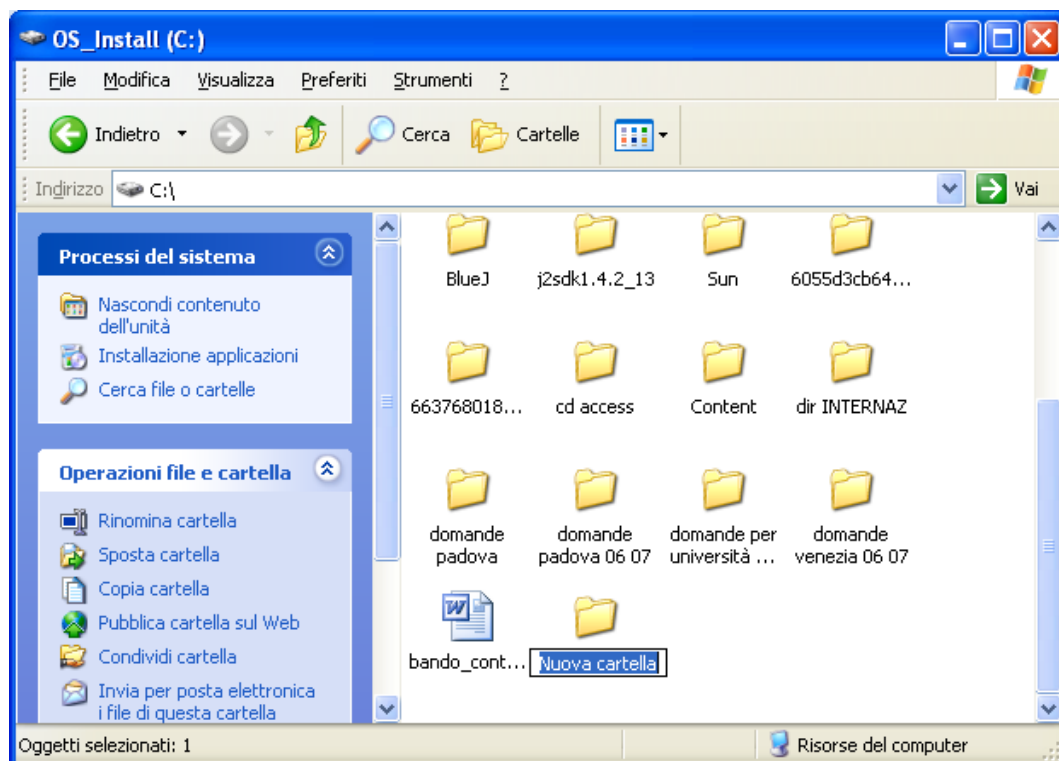 OS_Install (C:)
File Modifica Visualizza Preferiti Strumenti ?
Indietro Cerca Cartelle
Indirizzo C:\ Vai
Processi del sistema
Nascondi contenuto
dell'unità
Installazione applicazioni
Cerca file o cartelle
Operazioni file e cartella
Rinomina cartella
Sposta cartella
Copia cartella
Pubblica cartella sul Web
Condividi cartella
Invia per posta elettronica
i file di questa cartella
BlueJ j2sdk1.4.2_13 Sun 6055d3cb64...
663768018... cd access Content dir INTERNAZ
domande domande domande per domande
padova padova 06 07 università ... venezia 06 07
bando_cont... Nuova cartella
Oggetti selezionati: 1 Risorse del computer